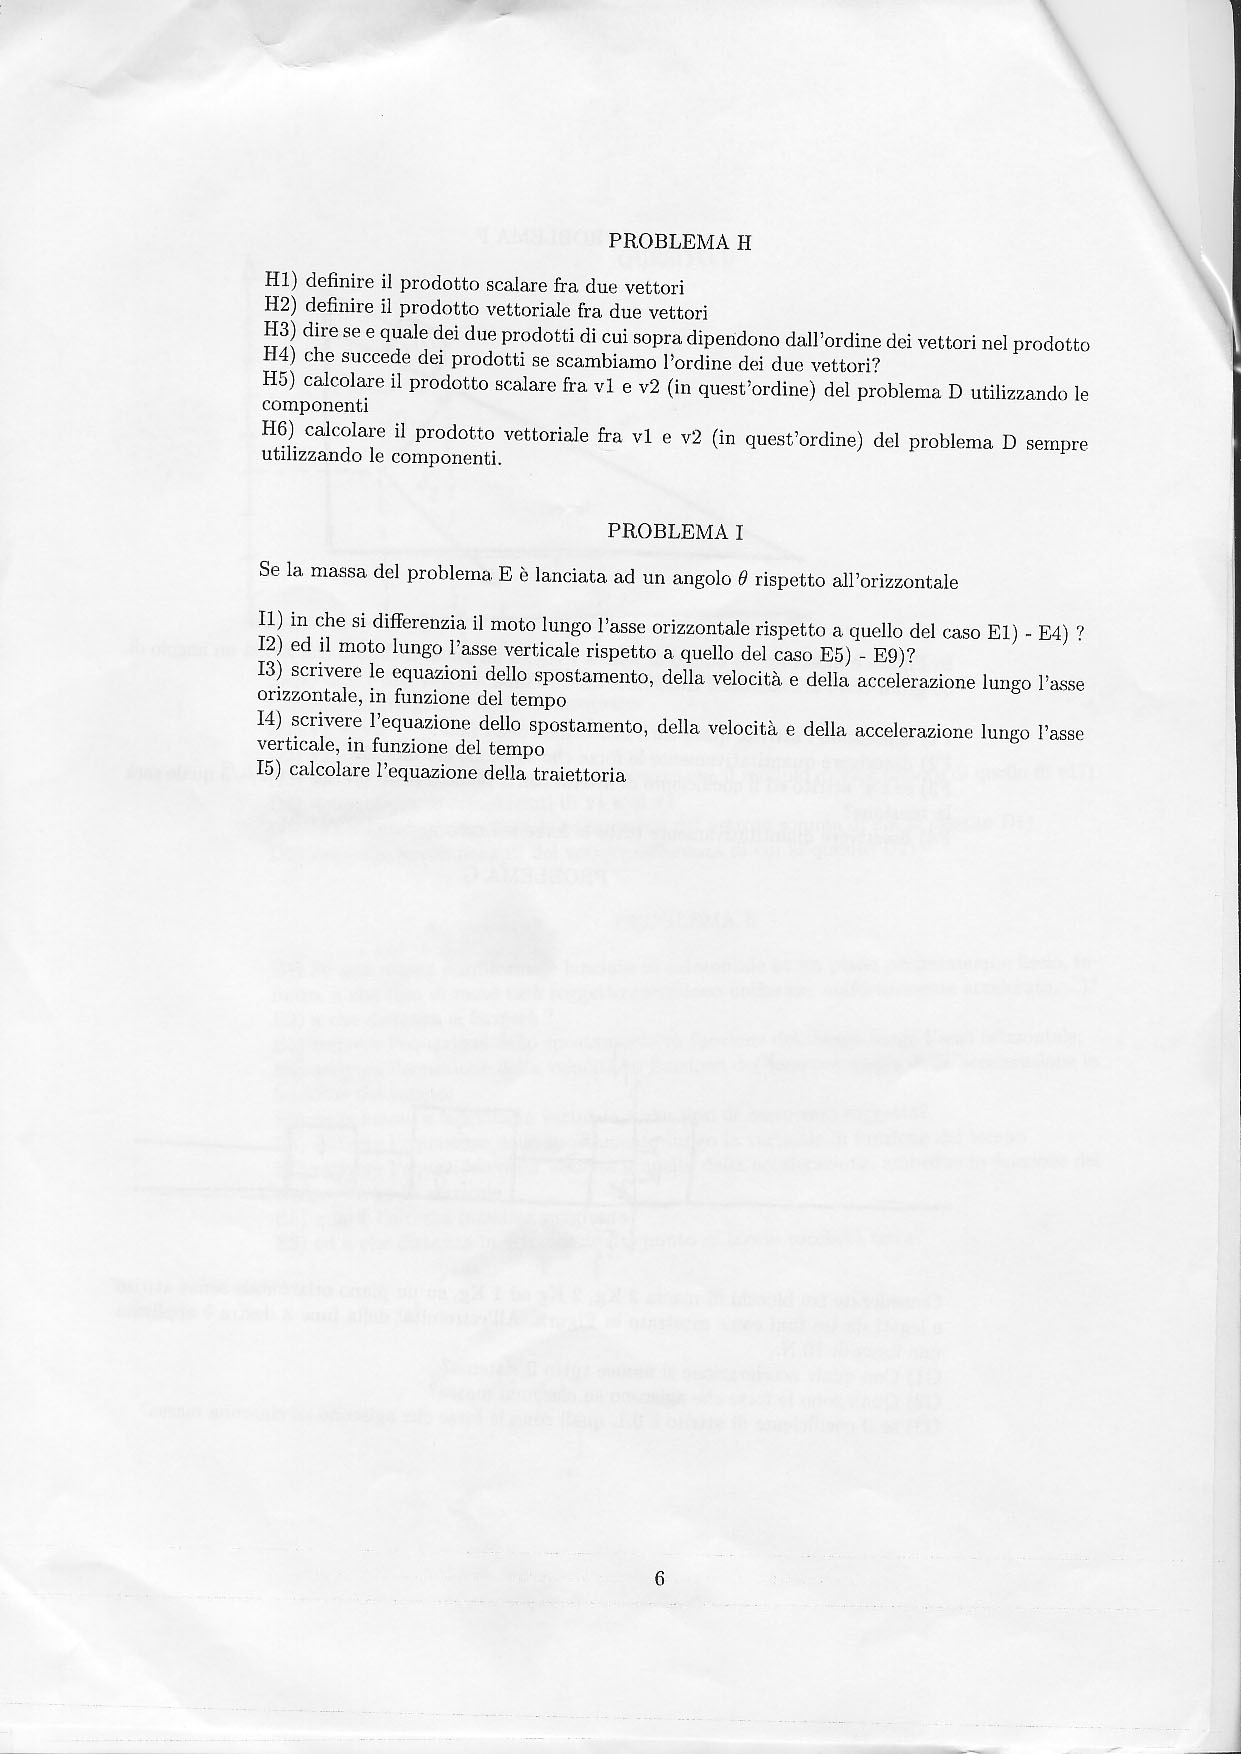 PROBLEMA H
H1) definire il prodotto scalare fra due vettori
H2) definire il prodotto vettoriale fra due vettori
H3) dire se e quale dei due prodotti di cui sopra dipendono dall'ordine dei vettori nel prodotto
H4) che succede dei prodotti se scambiamo l'ordine dei due vettori?
H5) calcolare il prodotto scalare fra v1 e v2 (in quest'ordine) del problema D utilizzando le
componenti
H6) calcolare il prodotto vettoriale fra v1 e v2 (in quest'ordine) del problema D sempre
utilizzando le componenti.
PROBLEMA I
Se la massa del problema E è lanciata ad un angolo θ rispetto all'orizzontale
I1) in che si differenzia il moto lungo l'asse orizzontale rispetto a quello del caso E1) - E4) ?
I2) ed il moto lungo l'asse verticale rispetto a quello del caso E5) - E9)?
I3) scrivere le equazioni dello spostamento, della velocità e della accelerazione lungo l'asse
orizzontale, in funzione del tempo
I4) scrivere l'equazione dello spostamento, della velocità e della accelerazione lungo l'asse
verticale, in funzione del tempo
I5) calcolare l'equazione della traiettoria
6